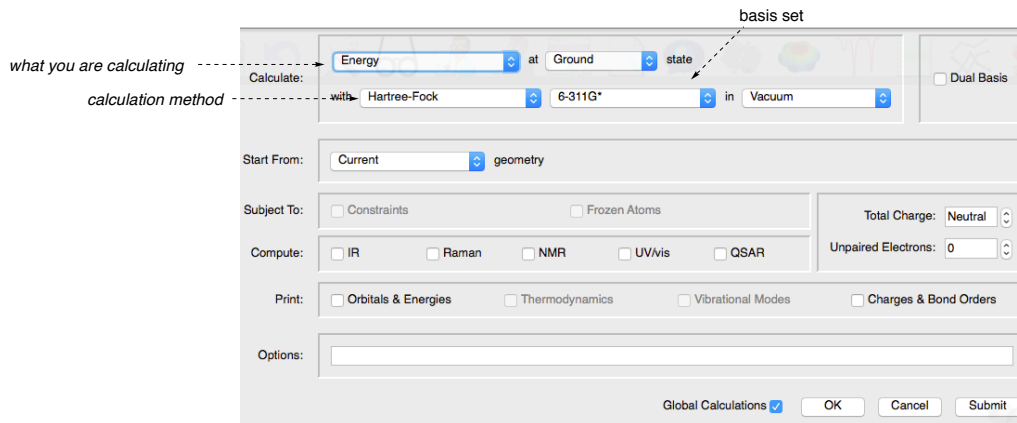 basis set
what you are calculating
Calculate:
Energy at Ground state
Dual Basis
calculation method
with Hartree-Fock 6-311G* in Vacuum
Start From:
Current geometry
Subject To:
Constraints Frozen Atoms
Total Charge: Neutral
Unpaired Electrons: 0
Compute:
IR Raman NMR UV/vis QSAR
Print:
Orbitals & Energies Thermodynamics Vibrational Modes Charges & Bond Orders
Options:
Global Calculations OK Cancel Submit